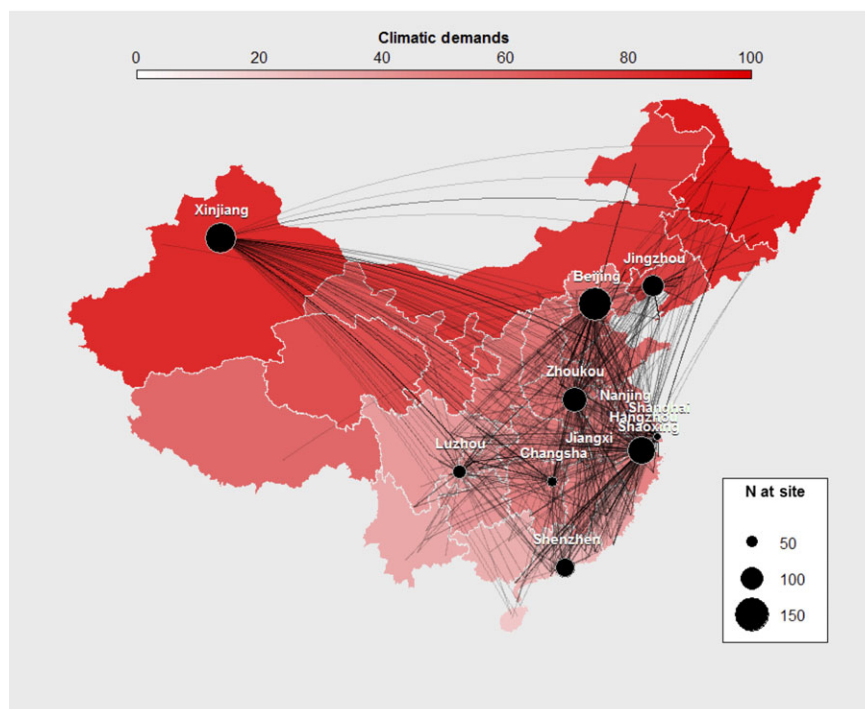 Climatic demands
0 20 40 60 80 100
Xinjiang
Jingzhou
Beijing
Zhoukou
Nanjing
Shanghai
Hangzhou
Shaoxing
Jiangxi
Luzhou
Changsha
Shenzhen
N at site
50
100
150